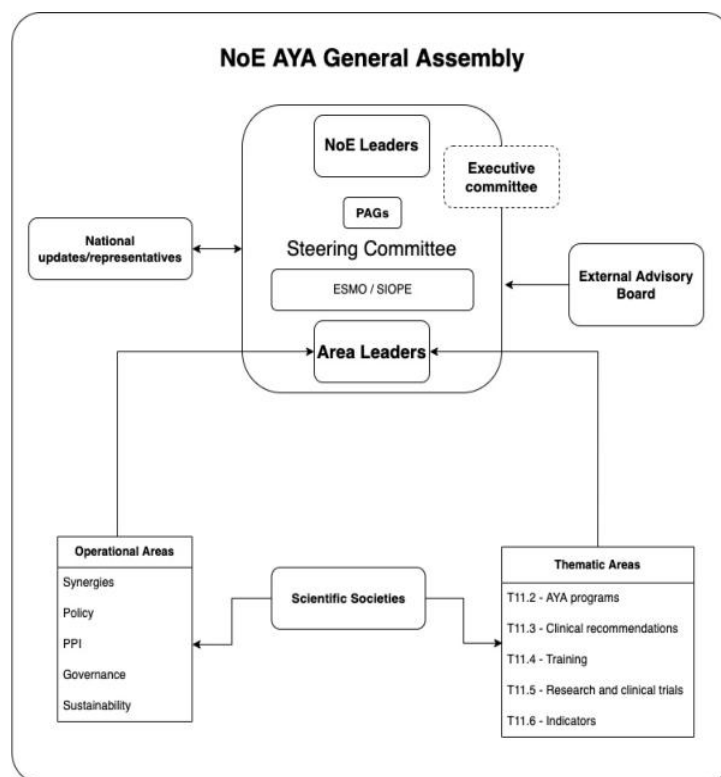 NoE AYA General Assembly
NoE Leaders
Executive
committee
PAGs
National
updates/representatives
Steering Committee
External Advisory
Board
ESMO / SIOPE
Area Leaders
Operational Areas
Synergies
Policy
PPI
Governance
Sustainability
Scientific Societies
Thematic Areas
T11.2 - AYA programs
T11.3 - Clinical recommendations
T11.4 - Training
T11.5 - Research and clinical trials
T11.6 - Indicators